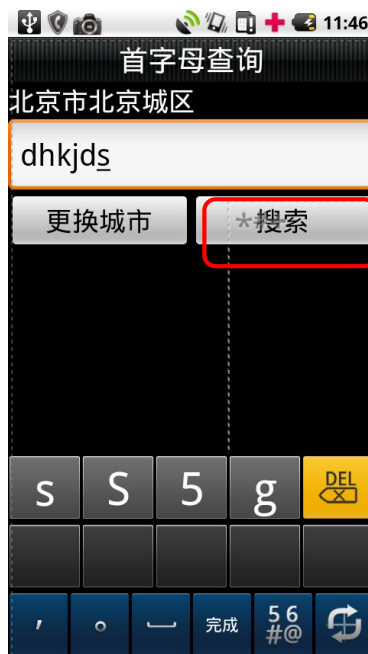 11:46
首字母查询
北京市北京城区
dhkjds
更换城市 *搜索
s S 5 g DEL
, 。 完成 5 6 #@